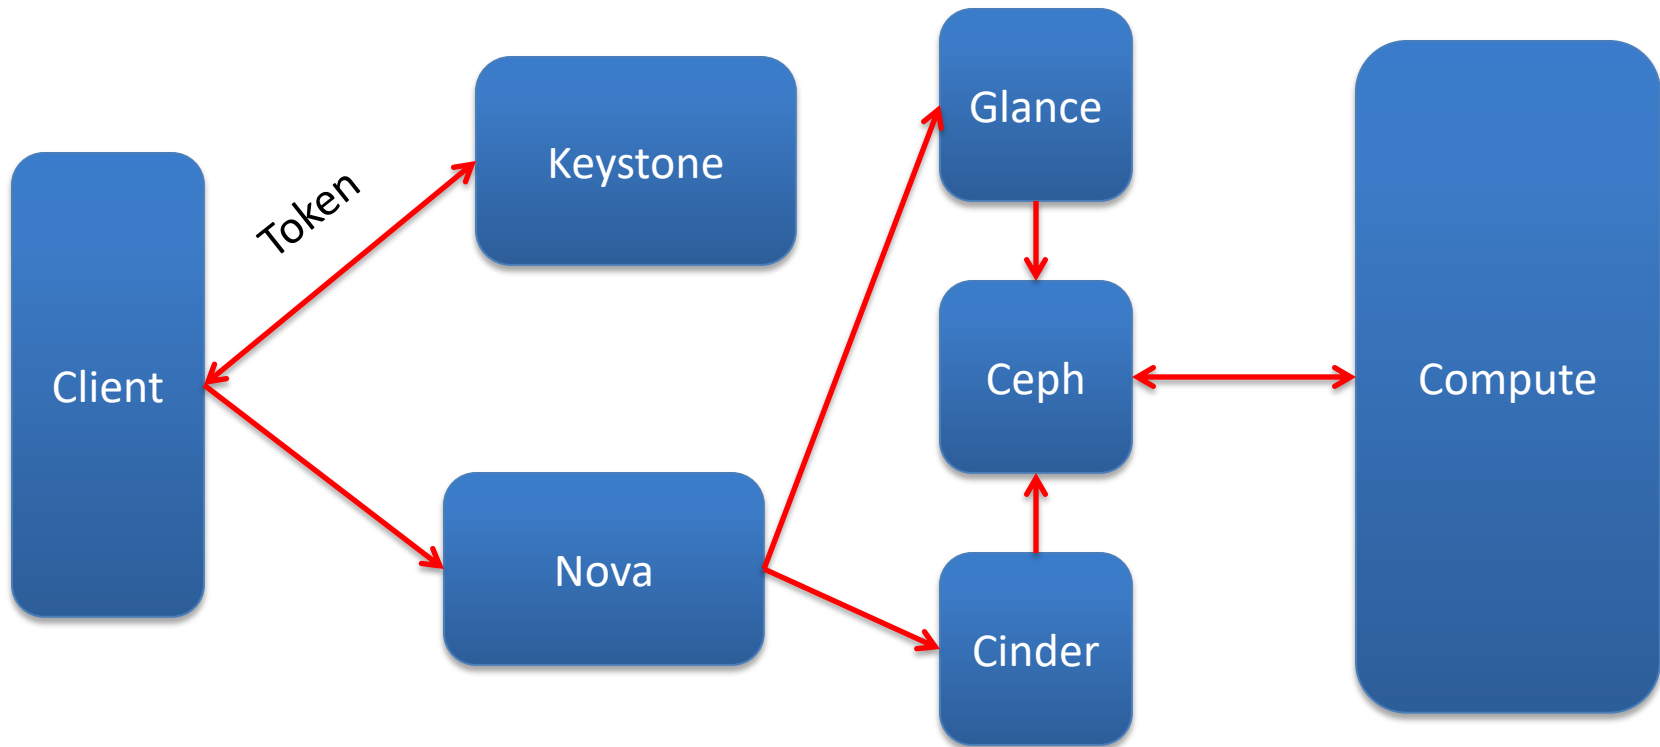 Client
Token
Keystone
Nova
Glance
Ceph
Cinder
Compute